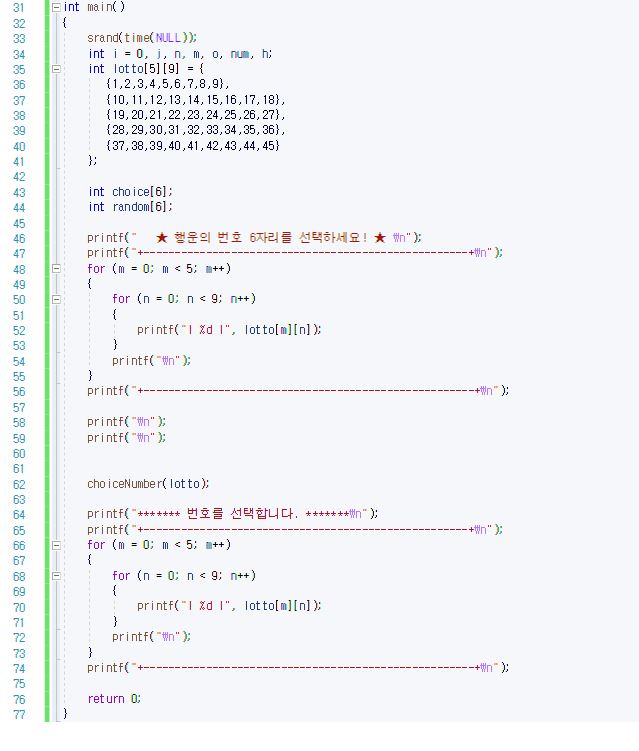 31 int main()
32 {
33 srand(time(NULL));
34 int i = 0, j, n, m, o, num, h;
35 int lotto[5][9] = {
36 {1,2,3,4,5,6,7,8,9},
37 {10,11,12,13,14,15,16,17,18},
38 {19,20,21,22,23,24,25,26,27},
39 {28,29,30,31,32,33,34,35,36},
40 {37,38,39,40,41,42,43,44,45}
41 };
42
43 int choice[6];
44 int random[6];
45
46 printf("   ★ 행운의 번호 6자리를 선택하세요! ★ ₩n");
47 printf("+----------------------------------------------------+₩n");
48 for (m = 0; m < 5; m++)
49 {
50 for (n = 0; n < 9; n++)
51 {
52 printf("l %d l", lotto[m][n]);
53 }
54 printf("₩n");
55 }
56 printf("+-----------------------------------------------------+₩n");
57
58 printf("₩n");
59 printf("₩n");
60
61
62 choiceNumber(lotto);
63
64 printf("******* 번호를 선택합니다. *******₩n");
65 printf("+----------------------------------------------------+₩n");
66 for (m = 0; m < 5; m++)
67 {
68 for (n = 0; n < 9; n++)
69 {
70 printf("l %d l", lotto[m][n]);
71 }
72 printf("₩n");
73 }
74 printf("+-----------------------------------------------------+₩n");
75
76 return 0;
77 }